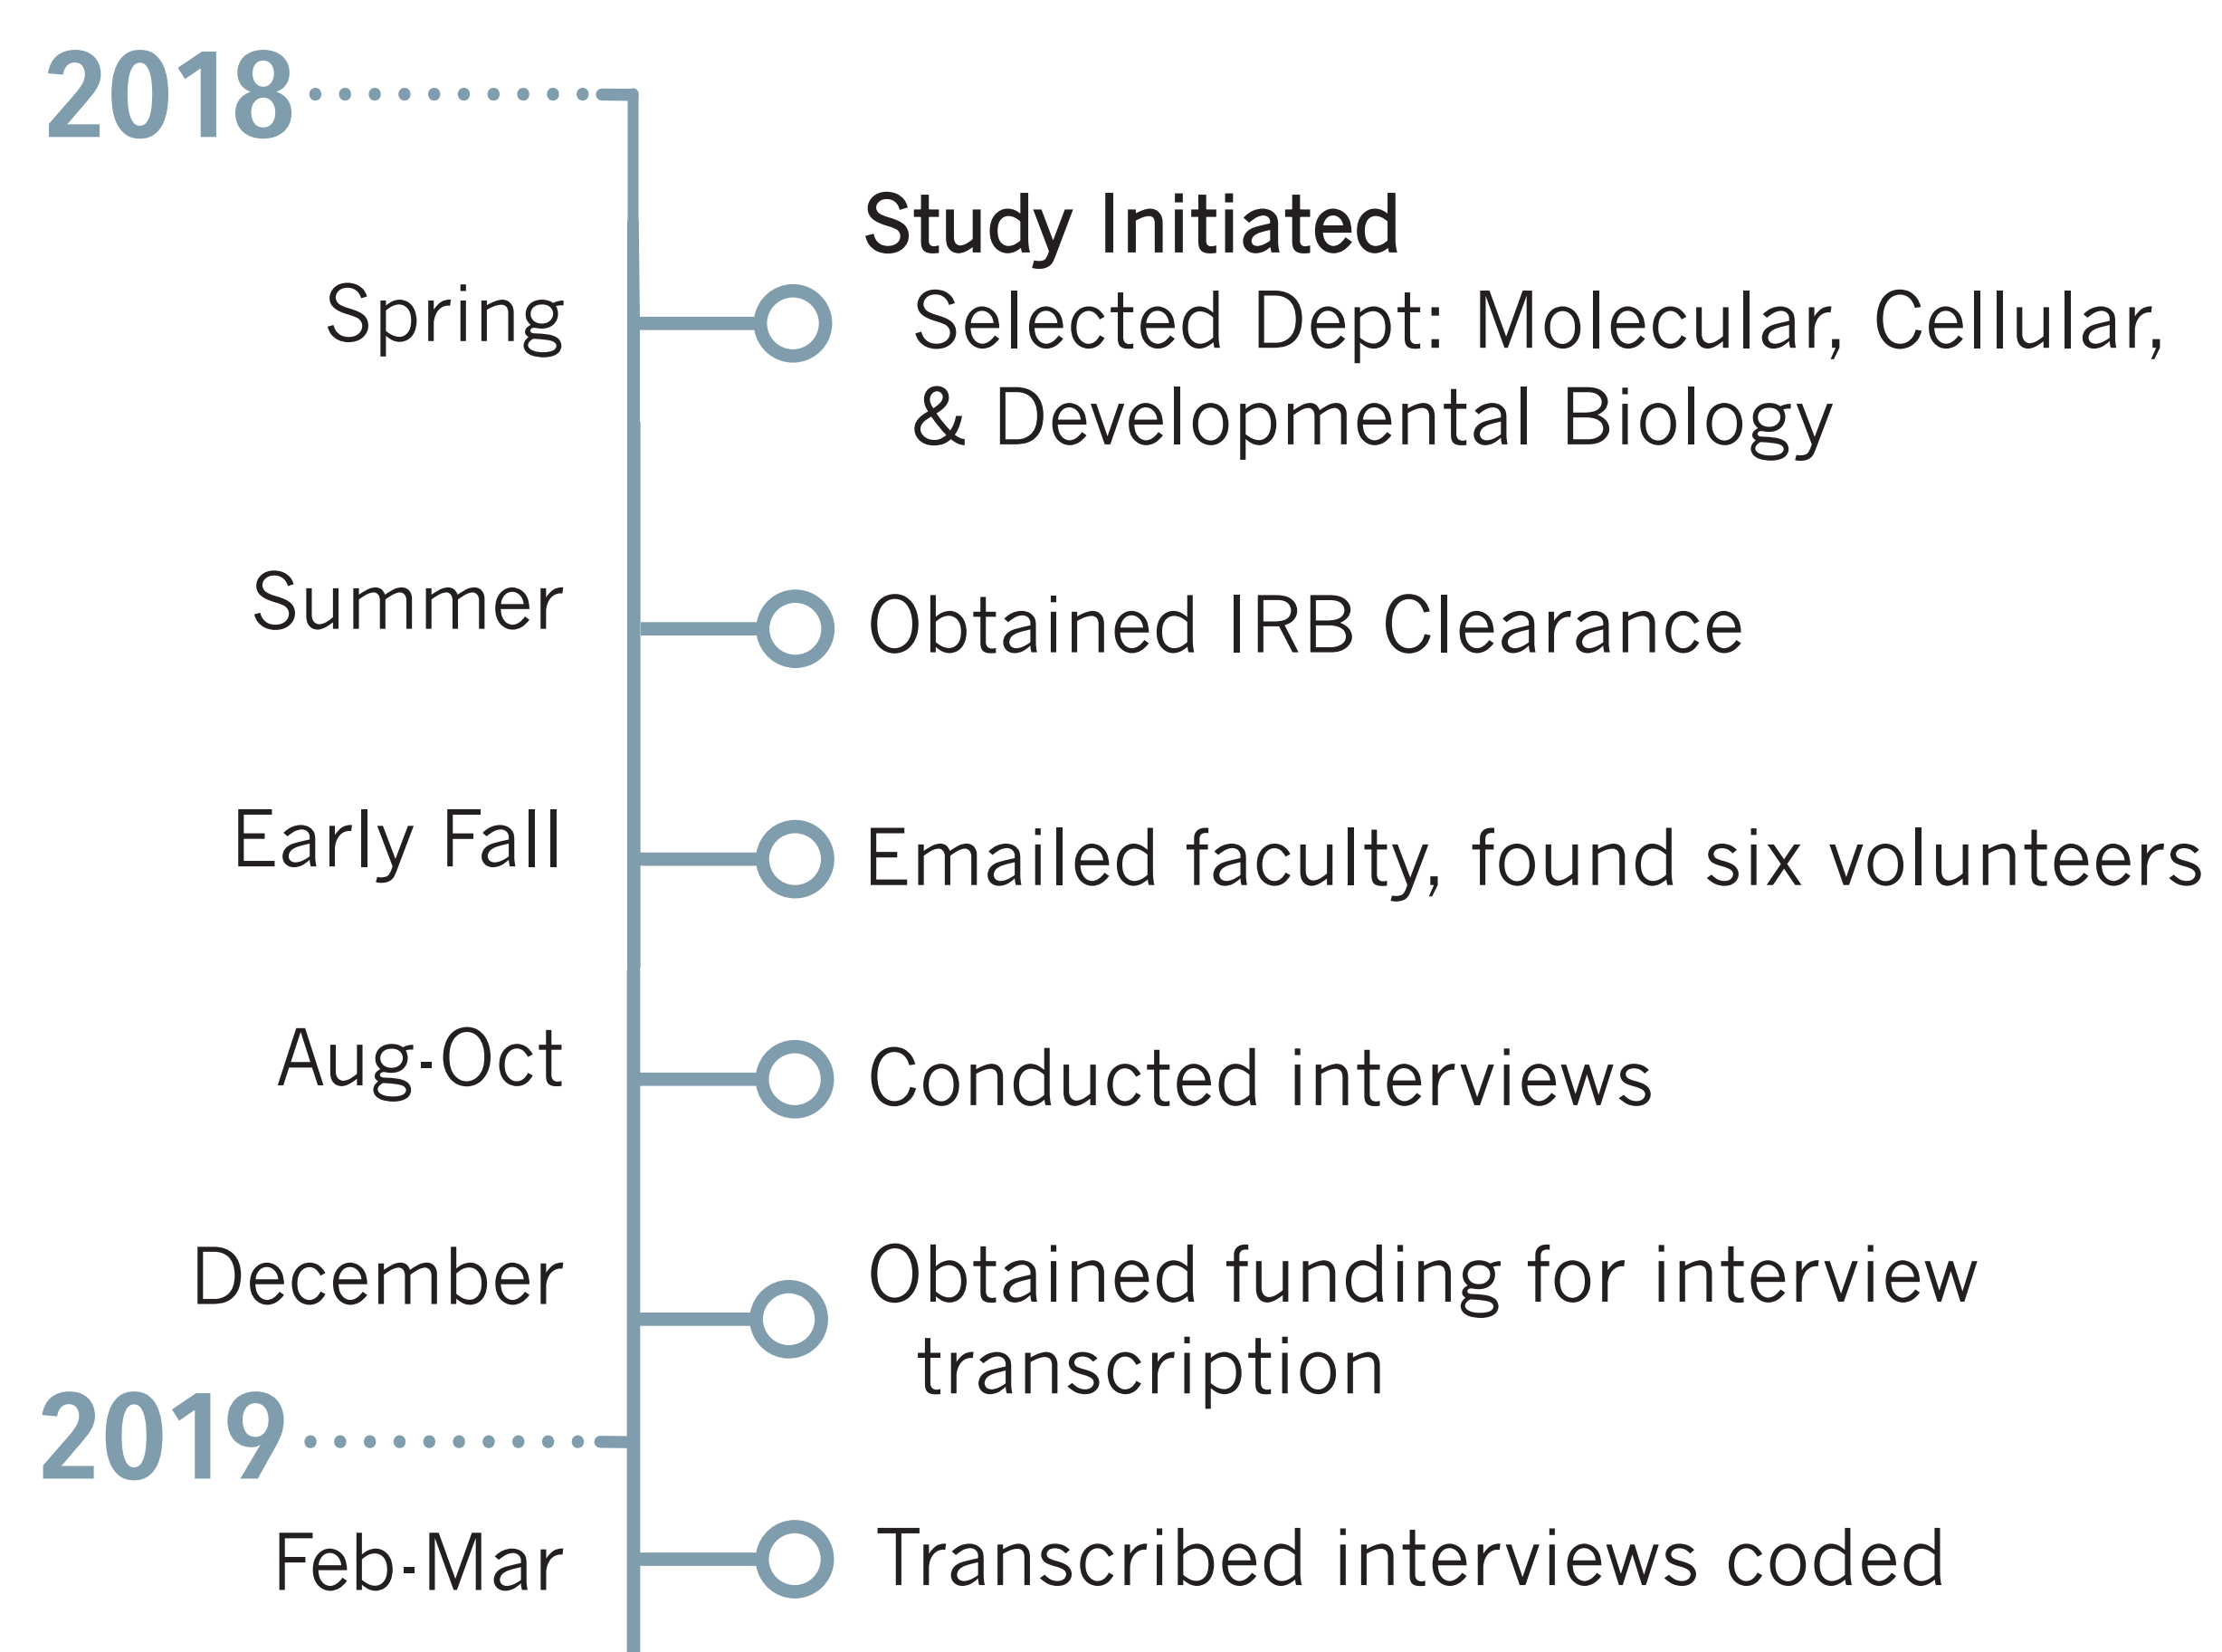 2018
Study Initiated
Spring
Selected Dept: Molecular, Cellular,
& Developmental Biology
Summer
Obtained IRB Clearance
Early Fall
Emailed faculty, found six volunteers
Aug-Oct
Conducted interviews
December
Obtained funding for interview
transcription
2019
Feb-Mar
Transcribed interviews coded